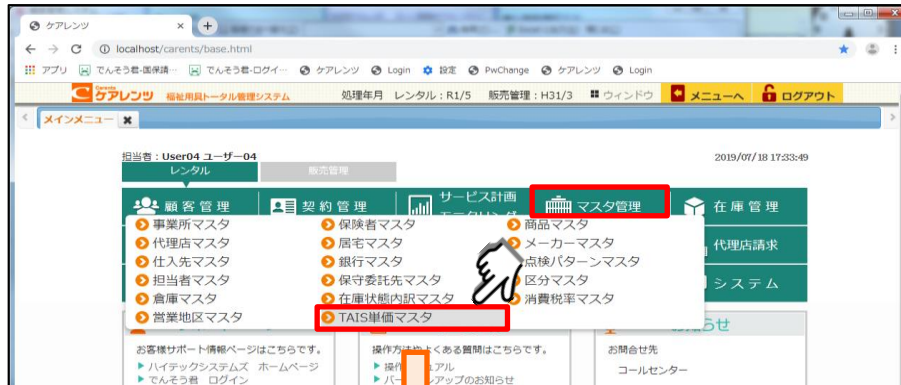 ケアレンツ
localhost/carents/base.html
アプリ でんそう君-国保請… でんそう君-ログイ… ケアレンツ Login 設定 PwChange ケアレンツ Login
Carents ケアレンツ 福祉用具トータル管理システム 処理年月 レンタル：R1/5 販売管理：H31/3 ウィンドウ メニューへ ログアウト
メインメニュー
担当者：User04 ユーザー04 2019/07/18 17:33:49
レンタル 販売管理
顧客管理 契約管理 サービス計画 マスタ管理 在庫管理
事業所マスタ 保険者マスタ 商品マスタ
代理店マスタ 居宅マスタ メーカーマスタ 代理店請求
仕入先マスタ 銀行マスタ 点検パターンマスタ
担当者マスタ 保守委託先マスタ 区分マスタ システム
倉庫マスタ 在庫状態内訳マスタ 消費税率マスタ
営業地区マスタ TAIS単価マスタ
らせ
お客様サポート情報ページはこちらです。 操作方法やよくある質問はこちらです。 お問合せ先
ハイテックシステムズ ホームページ 操作 ュアル コールセンター
でんそう君 ログイン バー ンアップのお知らせ